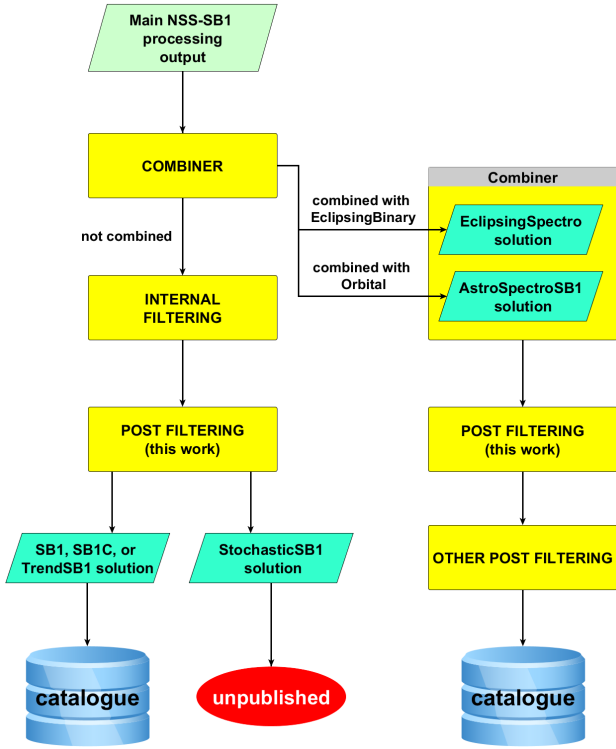 Main NSS-SB1
processing
output
COMBINER
not combined
combined with
EclipsingBinary
combined with
Orbital
Combiner
EclipsingSpectro
solution
AstroSpectroSB1
solution
INTERNAL
FILTERING
POST FILTERING
(this work)
POST FILTERING
(this work)
SB1, SB1C, or
TrendSB1 solution
StochasticSB1
solution
OTHER POST FILTERING
catalogue
unpublished
catalogue